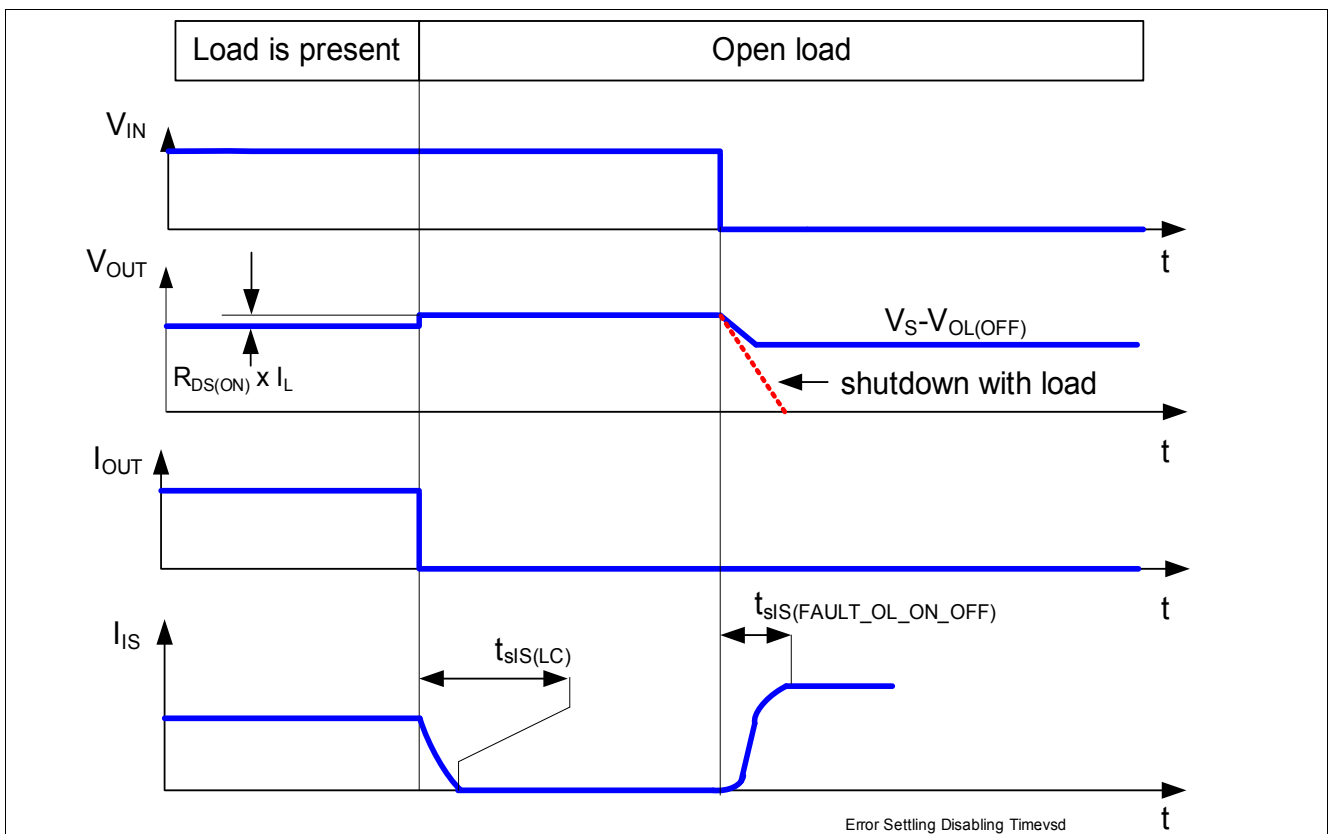 Load is present
Open load
VIN
t
VOUT
RDS(ON) x IL
VS-VOL(OFF)
shutdown with load
t
IOUT
t
tsIS(FAULT_OL_ON_OFF)
IIS
tsIS(LC)
t
Error Settling Disabling Timevsd